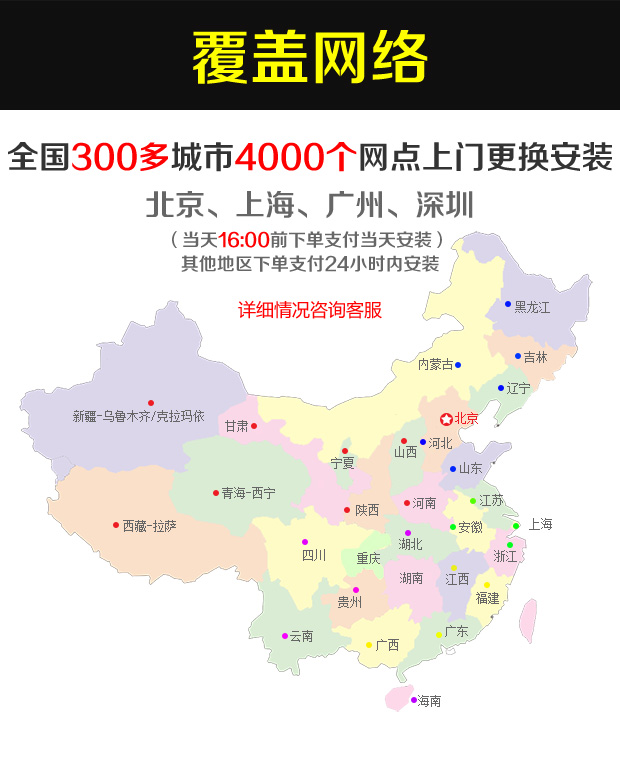 覆盖网络
全国300多城市4000个网点上门更换安装
北京、上海、广州、深圳
（当天16:00前下单支付当天安装）
其他地区下单支付24小时内安装
详细情况咨询客服
黑龙江
吉林
内蒙古
辽宁
新疆-乌鲁木齐/克拉玛依
甘肃
北京
河北
山西
宁夏
山东
青海-西宁
陕西
河南
江苏
西藏-拉萨
上海
安徽
湖北
四川
重庆
浙江
湖南
江西
贵州
福建
云南
广西
广东
海南